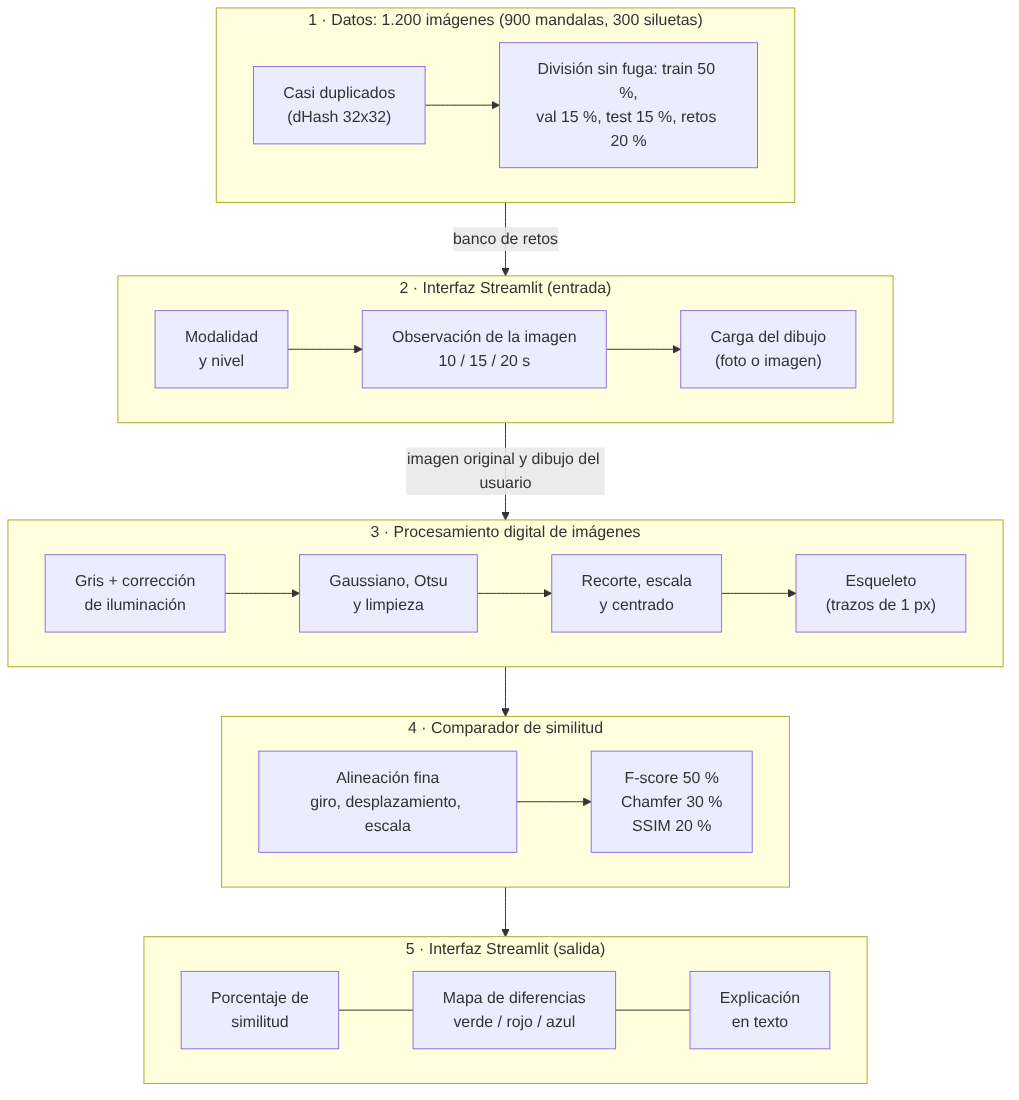 1 · Datos: 1.200 imágenes (900 mandalas, 300 siluetas)
Casi duplicados
(dHash 32x32)
División sin fuga: train 50
%,
val 15 %, test 15 %, retos
20 %
banco de retos
2 · Interfaz Streamlit (entrada)
Modalidad
y nivel
Observación de la imagen
10 / 15 / 20 s
Carga del dibujo
(foto o imagen)
imagen original y dibujo del
usuario
3 · Procesamiento digital de imágenes
Gris + corrección
de iluminación
Gaussiano, Otsu
y limpieza
Recorte, escala
y centrado
Esqueleto
(trazos de 1 px)
4 · Comparador de similitud
Alineación fina
giro, desplazamiento,
escala
F-score 50 %
Chamfer 30 %
SSIM 20 %
5 · Interfaz Streamlit (salida)
Porcentaje de
similitud
Mapa de diferencias
verde / rojo / azul
Explicación
en texto